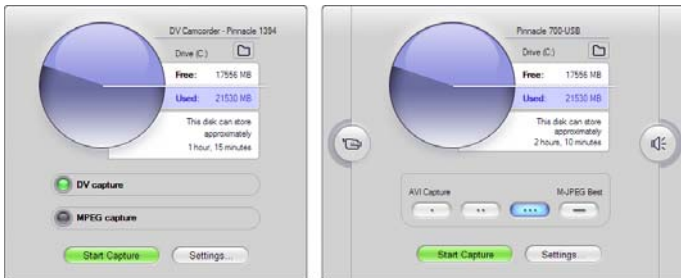 DV Camcorder - Pinnacle 1394
Drive (C:)
Free: 17556 MB
Used: 21530 MB
This disk can store
approximately
1 hour, 15 minutes
DV capture
MPEG capture
Start Capture
Settings...
Pinnacle 700-USB
Drive (C:)
Free: 17556 MB
Used: 21530 MB
This disk can store
approximately
2 hours, 10 minutes
AVI Capture
M-JPEG Best
Start Capture
Settings...